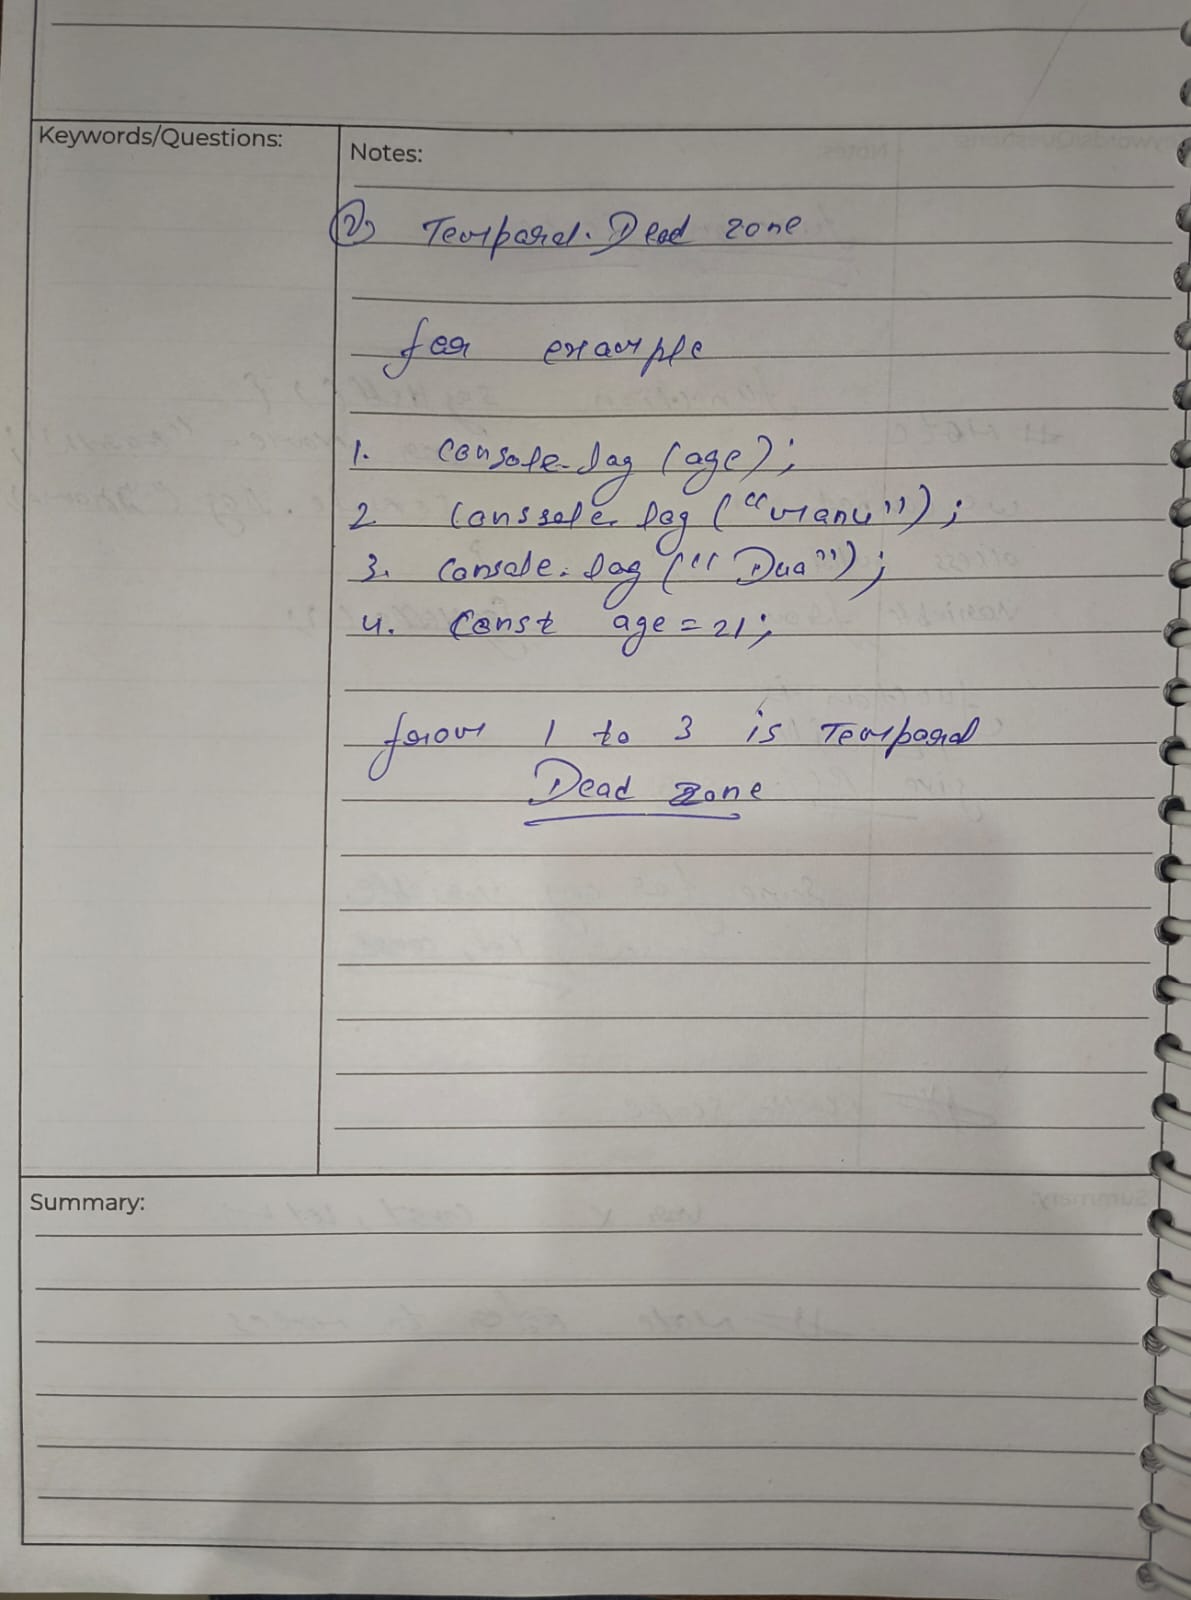 Keywords/Questions:
Notes:
② Temporal. Dead zone
for example
1. console.log (age);
2 Conssole. log (“manu”);
3. Console. log (“Dua”);
4. Const age = 21;
from 1 to 3 is Temporal
Dead zone
Summary: